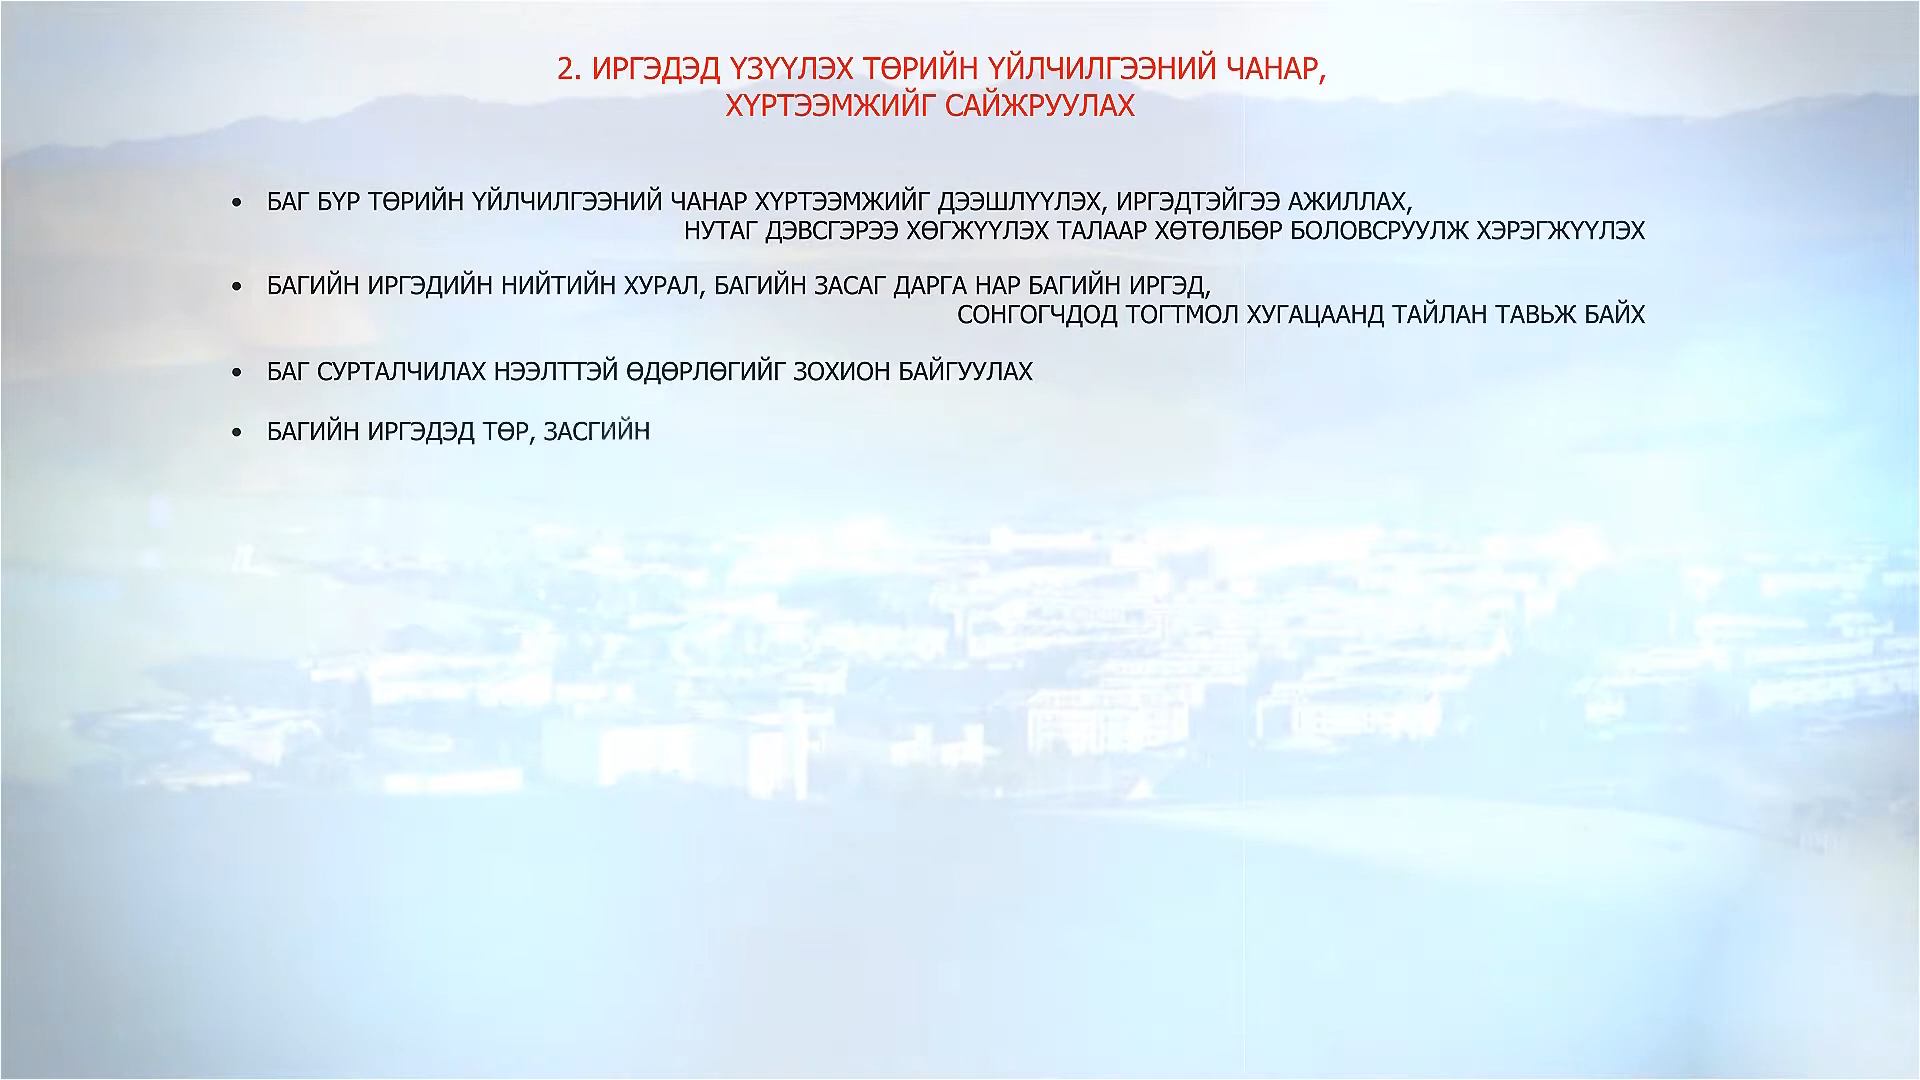 2. ИРГЭДЭД ҮЗҮҮЛЭХ ТӨРИЙН ҮЙЛЧИЛГЭЭНИЙ ЧАНАР,
ХҮРТЭЭМЖИЙГ САЙЖРУУЛАХ
• БАГ БҮР ТӨРИЙН ҮЙЛЧИЛГЭЭНИЙ ЧАНАР ХҮРТЭЭМЖИЙГ ДЭЭШЛҮҮЛЭХ, ИРГЭДТЭЙГЭЭ АЖИЛЛАХ,
НУТАГ ДЭВСГЭРЭЭ ХӨГЖҮҮЛЭХ ТАЛААР ХӨТӨЛБӨР БОЛОВСРУУЛЖ ХЭРЭГЖҮҮЛЭХ
• БАГИЙН ИРГЭДИЙН НИЙТИЙН ХУРАЛ, БАГИЙН ЗАСАГ ДАРГА НАР БАГИЙН ИРГЭД,
СОНГОГЧДОД ТОГТМОЛ ХУГАЦААНД ТАЙЛАН ТАВЬЖ БАЙХ
• БАГ СУРТАЛЧИЛАХ НЭЭЛТТЭЙ ӨДӨРЛӨГИЙГ ЗОХИОН БАЙГУУЛАХ
• БАГИЙН ИРГЭДЭД ТӨР, ЗАСГИЙН